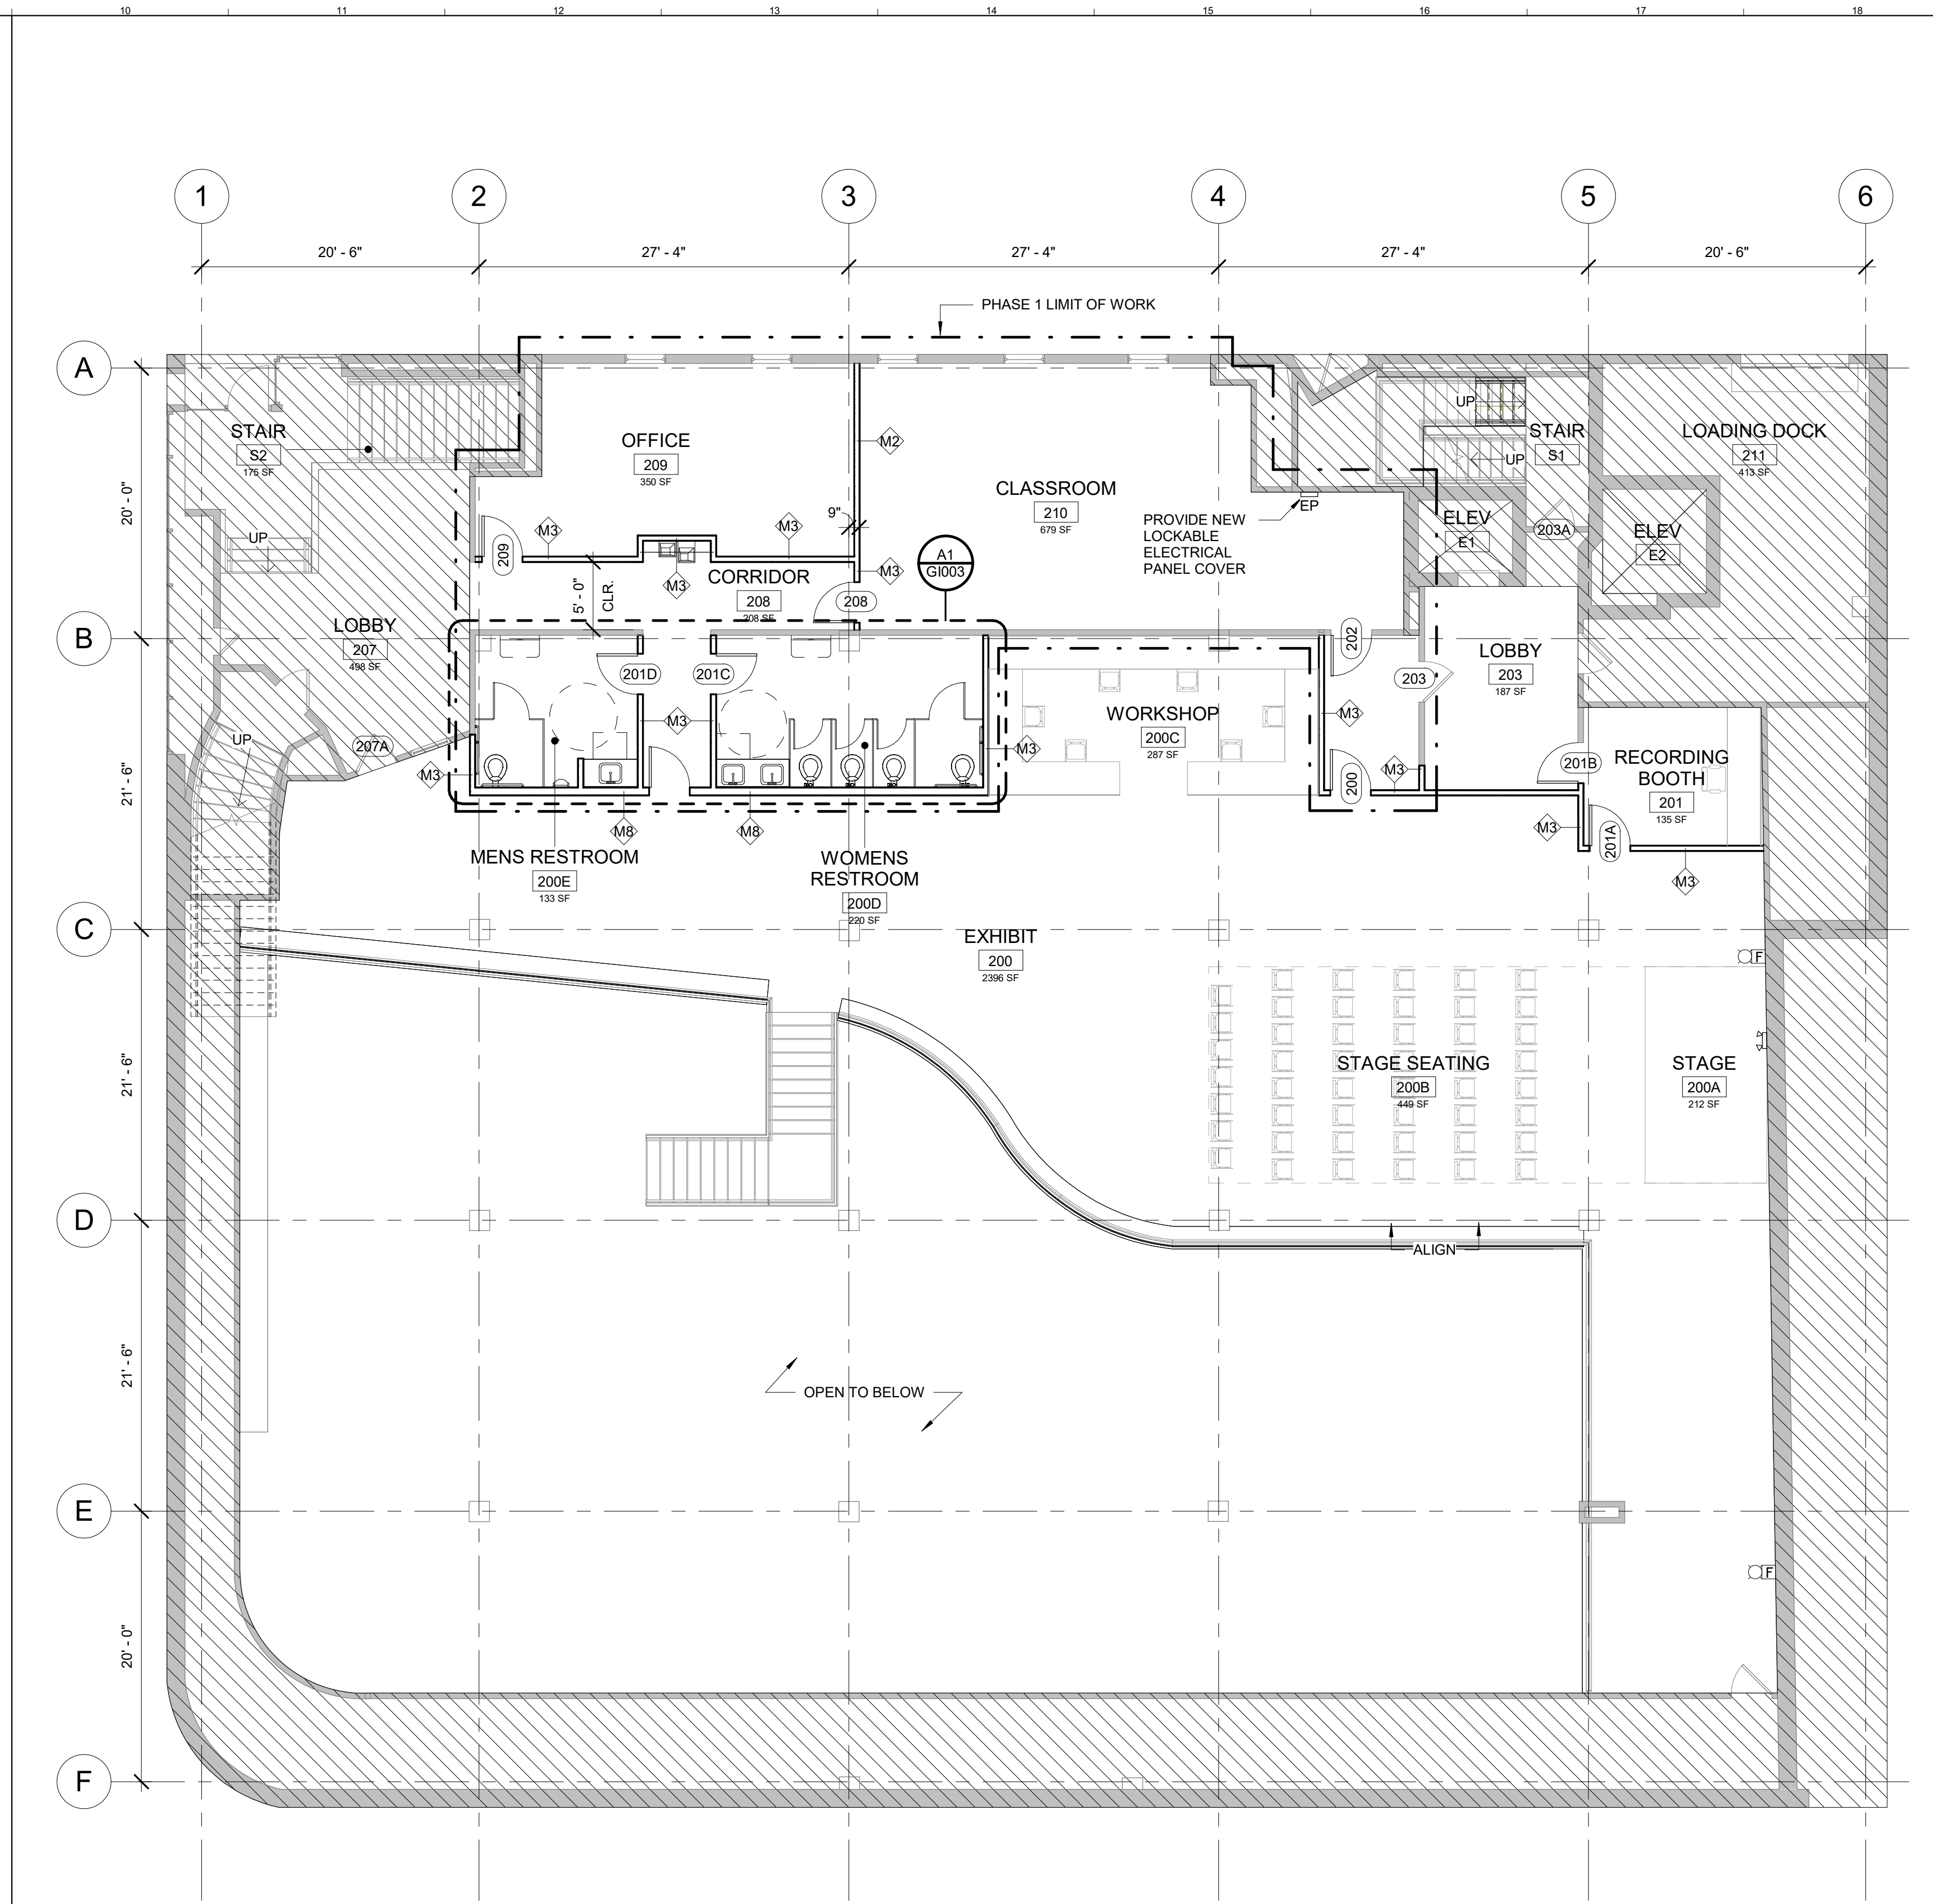 10 11 12 13 14 15 16 17 18
1 2 3 4 5 6
20' - 6" 27' - 4" 27' - 4" 27' - 4" 20' - 6"
PHASE 1 LIMIT OF WORK
A
STAIR
S2
175 SF
OFFICE
209
350 SF
M2
CLASSROOM
210
679 SF
UP
UP
STAIR
S1
LOADING DOCK
211
413 SF
20' - 0"
9"
M3
M3
209
UP
PROVIDE NEW
LOCKABLE
ELECTRICAL
PANEL COVER
EP
ELEV
E1
203A
ELEV
E2
A1
GI003
M3
M3
CORRIDOR
208
208 SF
208
5' - 0"
CLR.
B
LOBBY
207
498 SF
201D
201C
202
203
LOBBY
203
187 SF
M3
WORKSHOP
200C
287 SF
M3
M3
UP
207A
M3
M3
200
201B
RECORDING
BOOTH
201
135 SF
21' - 6"
M8
M8
M3
201A
M3
MENS RESTROOM
200E
133 SF
WOMENS
RESTROOM
200D
220 SF
C
EXHIBIT
200
2396 SF
F
21' - 6"
STAGE SEATING
200B
449 SF
STAGE
200A
212 SF
D
ALIGN
21' - 6"
OPEN TO BELOW
E
F
20' - 0"
F